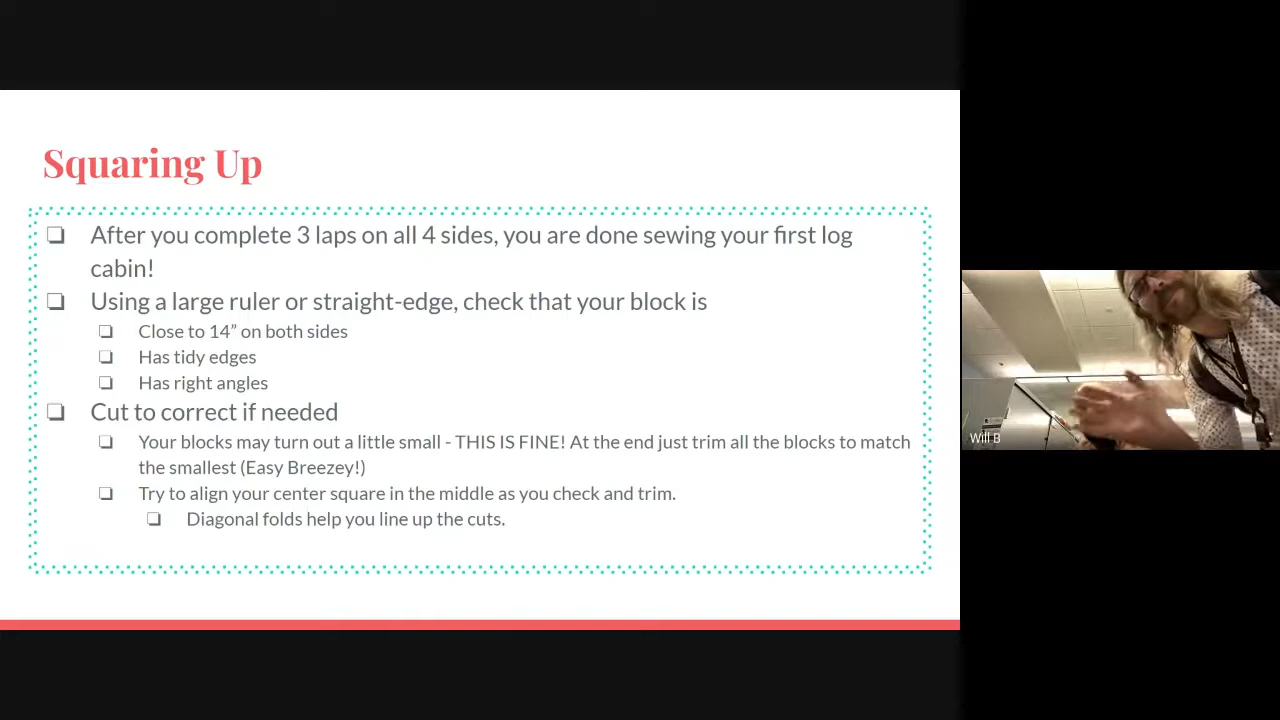 Squaring Up
❏ After you complete 3 laps on all 4 sides, you are done sewing your first log
cabin!
❏ Using a large ruler or straight-edge, check that your block is
❏ Close to 14” on both sides
❏ Has tidy edges
❏ Has right angles
❏ Cut to correct if needed
❏ Your blocks may turn out a little small - THIS IS FINE! At the end just trim all the blocks to match
the smallest (Easy Breezey!)
❏ Try to align your center square in the middle as you check and trim.
❏ Diagonal folds help you line up the cuts.
Will B